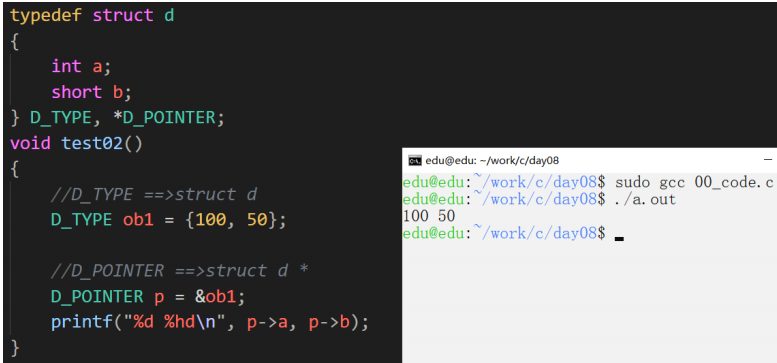 typedef struct d
{
    int a;
    short b;
} D_TYPE, *D_POINTER;
void test02()
{
    //D_TYPE ==>struct d
    D_TYPE ob1 = {100, 50};
    //D_POINTER ==>struct d *
    D_POINTER p = &ob1;
    printf("%d %hd\n", p->a, p->b);
}
edu@edu: ~/work/c/day08
edu@edu:~/work/c/day08$ sudo gcc 00_code.c
edu@edu:~/work/c/day08$ ./a.out
100 50
edu@edu:~/work/c/day08$